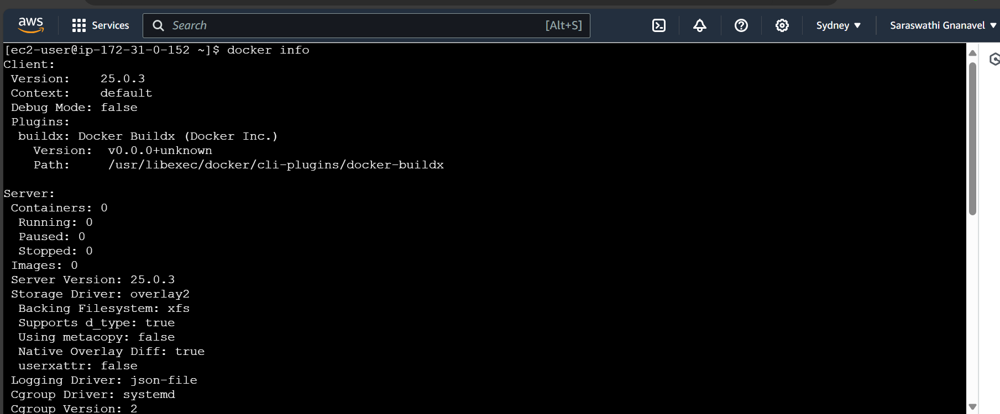 aws Services Search [Alt+S] Sydney ▼ Saraswathi Gnanavel ▼
[ec2-user@ip-172-31-0-152 ~]$ docker info
Client:
 Version:    25.0.3
 Context:    default
 Debug Mode: false
 Plugins:
  buildx: Docker Buildx (Docker Inc.)
    Version:  v0.0.0+unknown
    Path:     /usr/libexec/docker/cli-plugins/docker-buildx

Server:
 Containers: 0
  Running: 0
  Paused: 0
  Stopped: 0
 Images: 0
 Server Version: 25.0.3
 Storage Driver: overlay2
  Backing Filesystem: xfs
  Supports d_type: true
  Using metacopy: false
  Native Overlay Diff: true
  userxattr: false
 Logging Driver: json-file
 Cgroup Driver: systemd
 Cgroup Version: 2